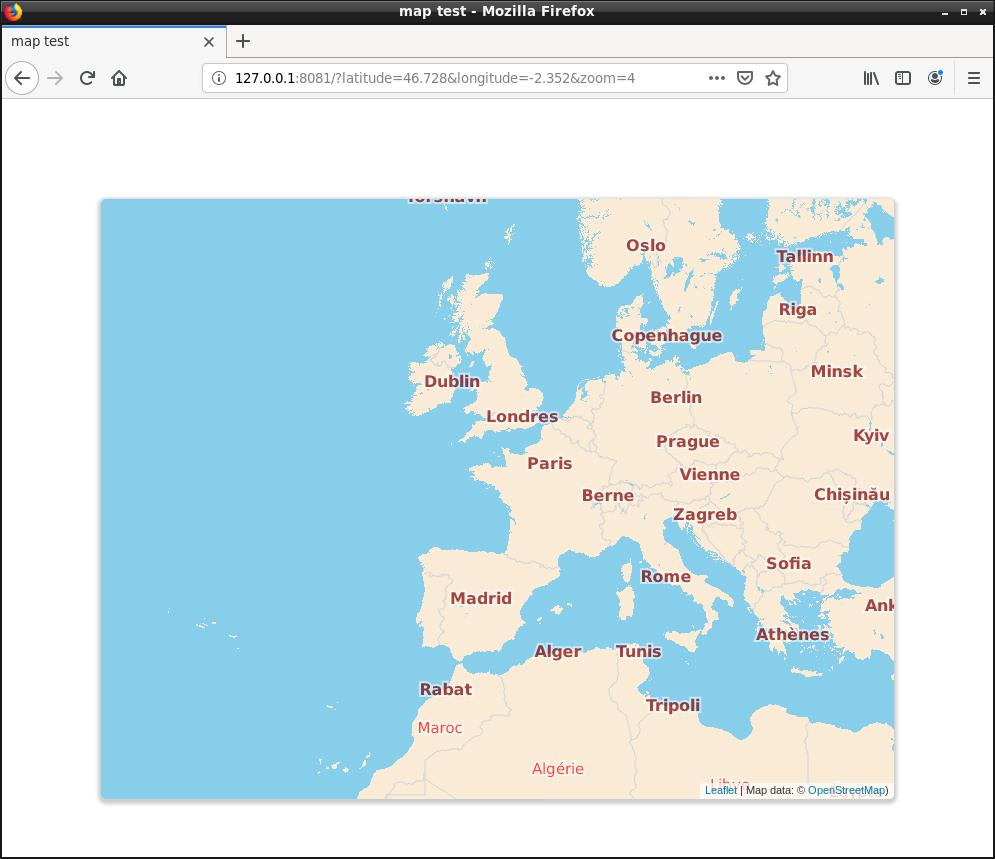 map test - Mozilla Firefox
map test
127.0.0.1:8081/?latitude=46.728&longitude=-2.352&zoom=4
Tórshavn
Oslo
Tallinn
Riga
Copenhague
Minsk
Dublin
Berlin
Londres
Kyiv
Prague
Paris
Vienne
Berne
Chișinău
Zagreb
Sofia
Rome
Madrid
Ank
Athènes
Alger
Tunis
Rabat
Tripoli
Maroc
Algérie
Libye
Leaflet | Map data: © OpenStreetMap)